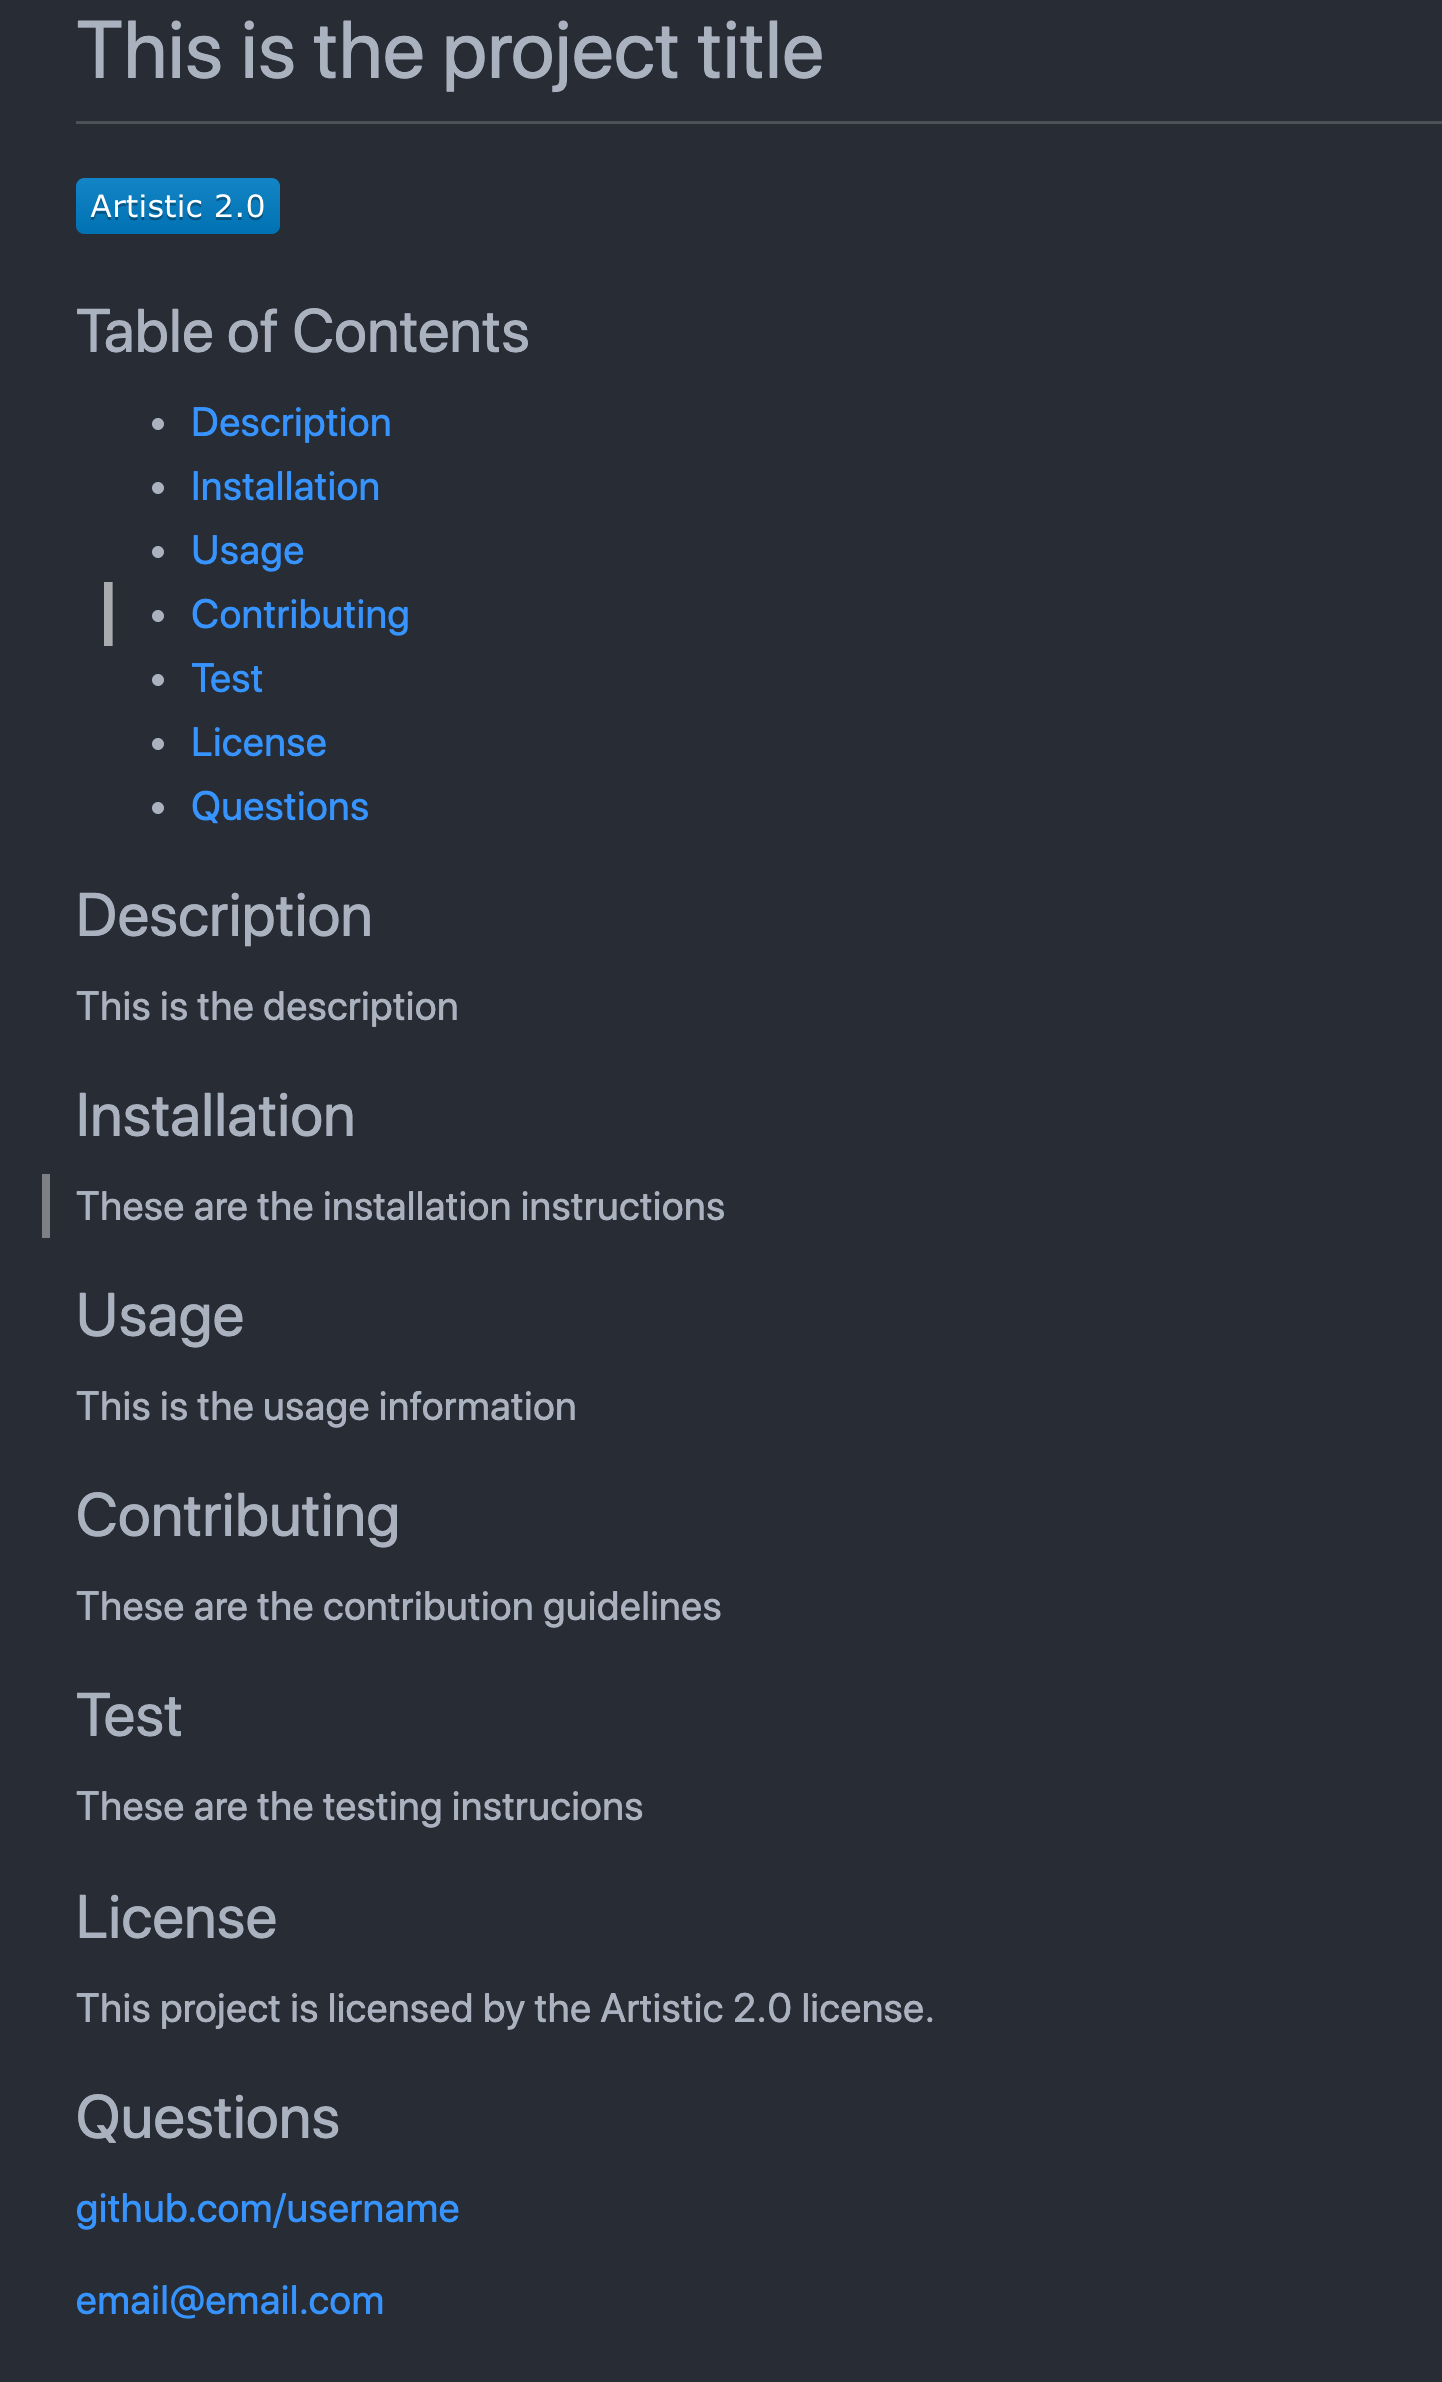 This is the project title
Artistic 2.0
Table of Contents
Description
Installation
Usage
Contributing
Test
License
Questions
Description
This is the description
Installation
These are the installation instructions
Usage
This is the usage information
Contributing
These are the contribution guidelines
Test
These are the testing instrucions
License
This project is licensed by the Artistic 2.0 license.
Questions
github.com/username
email@email.com